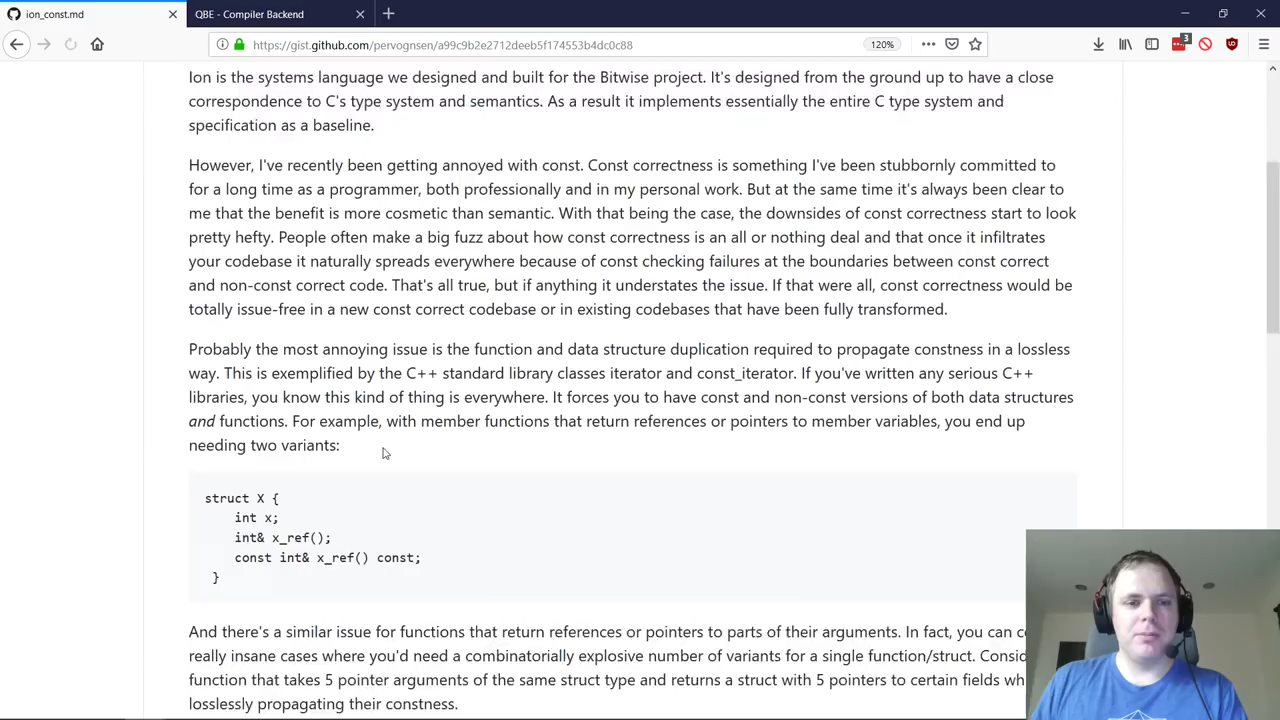 ion_const.md
QBE - Compiler Backend
https://gist.github.com/pervognsen/a99c9b2e2712deeb5f174553b4dc0c88
120%
3
Ion is the systems language we designed and built for the Bitwise project. It's designed from the ground up to have a close
correspondence to C's type system and semantics. As a result it implements essentially the entire C type system and
specification as a baseline.
However, I've recently been getting annoyed with const. Const correctness is something I've been stubbornly committed to
for a long time as a programmer, both professionally and in my personal work. But at the same time it's always been clear to
me that the benefit is more cosmetic than semantic. With that being the case, the downsides of const correctness start to look
pretty hefty. People often make a big fuzz about how const correctness is an all or nothing deal and that once it infiltrates
your codebase it naturally spreads everywhere because of const checking failures at the boundaries between const correct
and non-const correct code. That's all true, but if anything it understates the issue. If that were all, const correctness would be
totally issue-free in a new const correct codebase or in existing codebases that have been fully transformed.
Probably the most annoying issue is the function and data structure duplication required to propagate constness in a lossless
way. This is exemplified by the C++ standard library classes iterator and const_iterator. If you've written any serious C++
libraries, you know this kind of thing is everywhere. It forces you to have const and non-const versions of both data structures
and functions. For example, with member functions that return references or pointers to member variables, you end up
needing two variants:
struct X {
int x;
int& x_ref();
const int& x_ref() const;
}
And there's a similar issue for functions that return references or pointers to parts of their arguments. In fact, you can
really insane cases where you'd need a combinatorially explosive number of variants for a single function/struct.
function that takes 5 pointer arguments of the same struct type and returns a struct with 5 pointers to certain fields
losslessly propagating their constness.